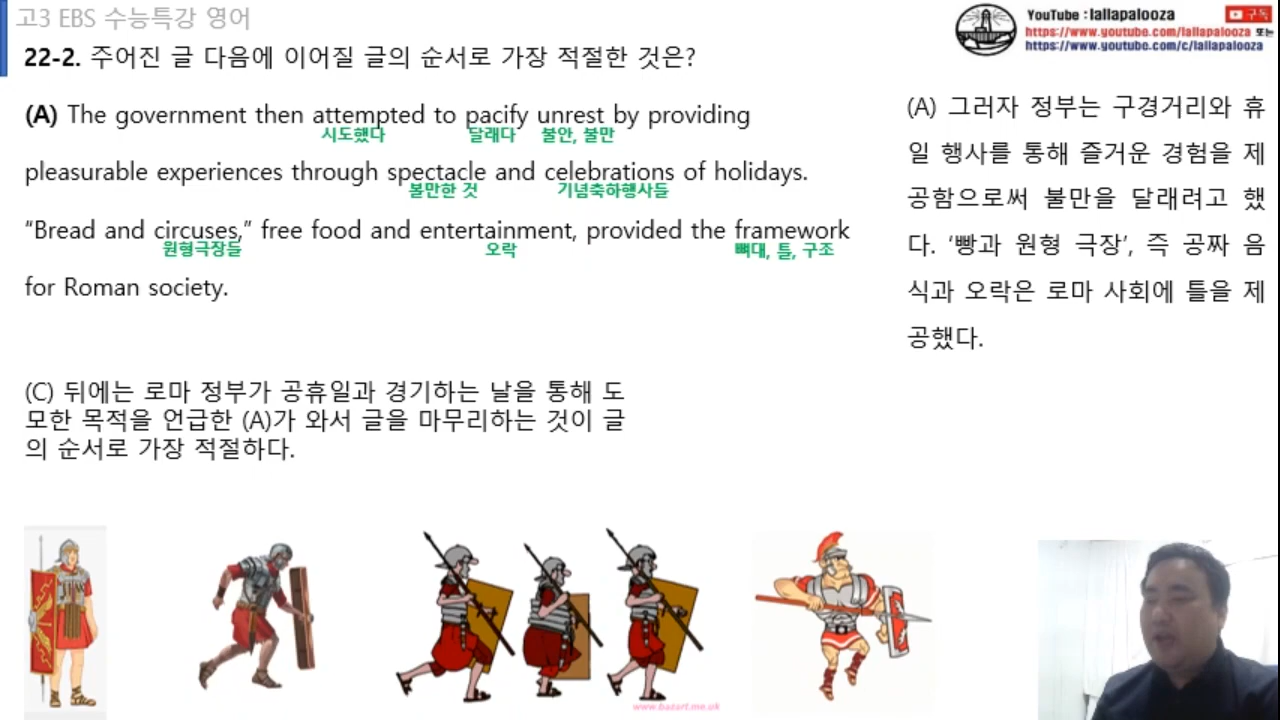 고3 EBS 수능특강 영어
YouTube : lallapalooza
구독
https://www.youtube.com/lallapalooza 또는
https://www.youtube.com/c/lallapalooza
22-2. 주어진 글 다음에 이어질 글의 순서로 가장 적절한 것은?
(A) The government then attempted to pacify unrest by providing
시도했다 달래다 불안, 불만
pleasurable experiences through spectacle and celebrations of holidays.
볼만한 것 기념축하행사들
“Bread and circuses,” free food and entertainment, provided the framework
원형극장들 오락 뼈대, 틀, 구조
for Roman society.
(A) 그러자 정부는 구경거리와 휴
일 행사를 통해 즐거운 경험을 제
공함으로써 불만을 달래려고 했
다. ‘빵과 원형 극장’, 즉 공짜 음
식과 오락은 로마 사회에 틀을 제
공했다.
(C) 뒤에는 로마 정부가 공휴일과 경기하는 날을 통해 도
모한 목적을 언급한 (A)가 와서 글을 마무리하는 것이 글
의 순서로 가장 적절하다.
www.bazart.me.uk